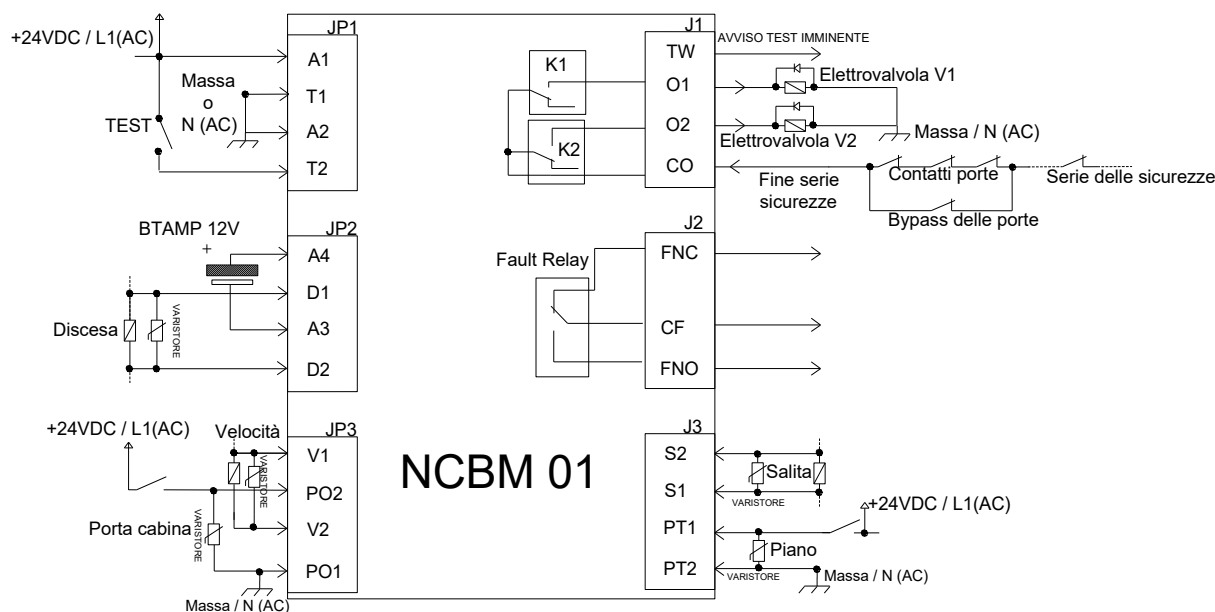 +24VDC / L1(AC)
JP1
A1
Massa
o
N (AC)
T1
A2
TEST
T2
JP2
BTAMP 12V
+
A4
D1
Discesa
VARISTORE
A3
D2
+24VDC / L1(AC)
Velocità
JP3
V1
VARISTORE
PO2
Porta cabina
VARISTORE
V2
PO1
Massa / N (AC)
NCBM 01
J1
TW
AVVISO TEST IMMINENTE
K1
O1
Elettrovalvola V1
O2
Elettrovalvola V2
Massa / N (AC)
K2
CO
Fine serie
sicurezze
Contatti porte
Serie delle sicurezze
Bypass delle porte
J2
Fault Relay
FNC
CF
FNO
J3
S2
Salita
S1
VARISTORE
+24VDC / L1(AC)
PT1
Piano
PT2
VARISTORE
Massa / N (AC)